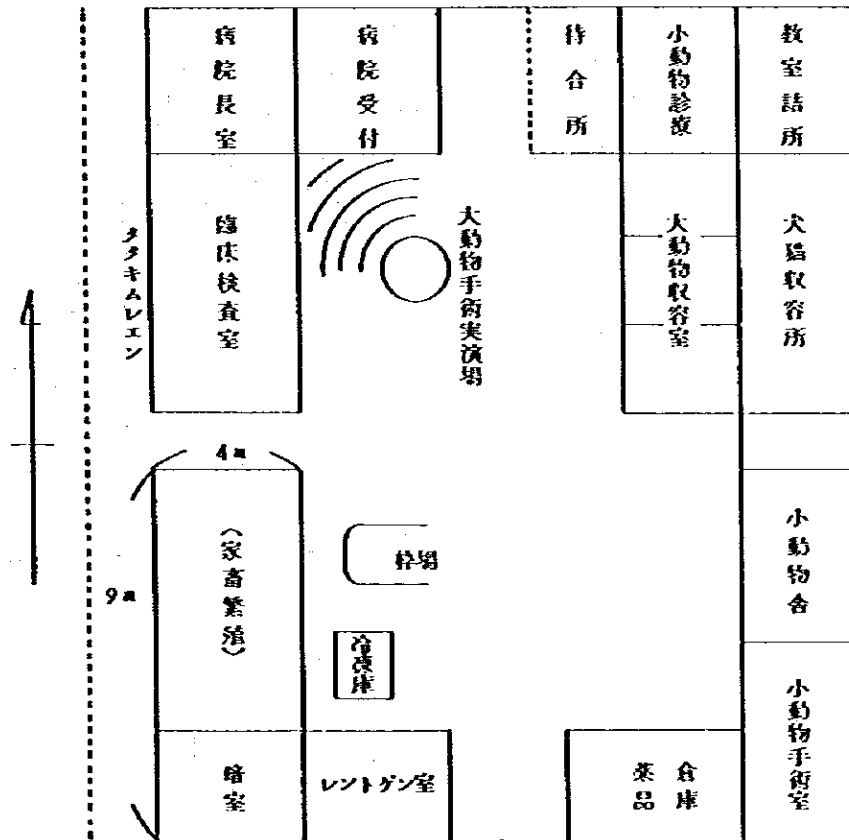 病院長室
病院受付
待合所
小動物診療
教室詰所
臨床検査室
大動物手術実演場
大動物収容室
犬猫収容所
タタキムレエン
4m
9m
〈家畜繁殖〉
枠場
冷凍庫
小動物舎
小動物手術室
暗室
レントゲン室
薬品
倉庫